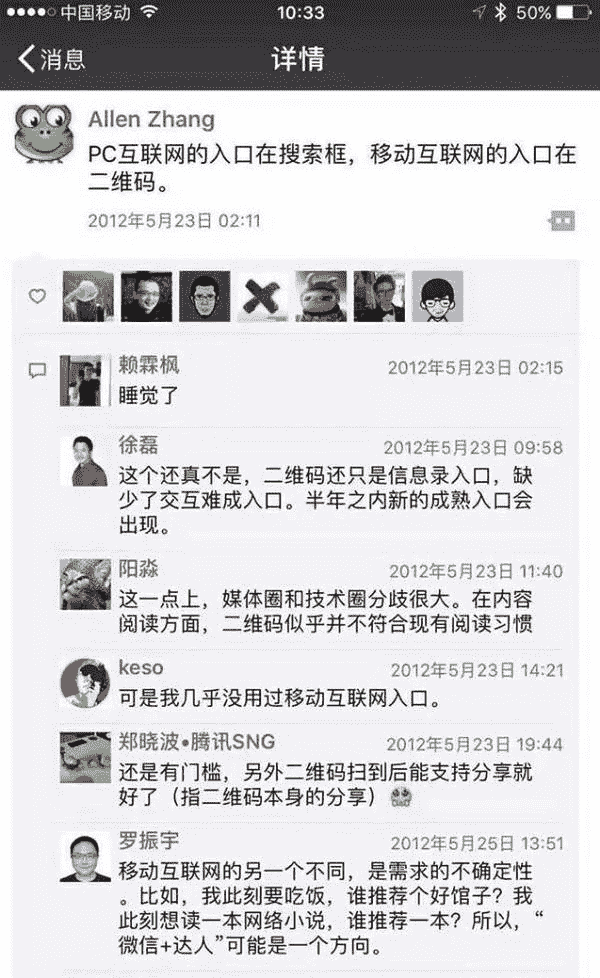 中国移动 10:33 50%
消息 详情
Allen Zhang
PC互联网的入口在搜索框，移动互联网的入口在
二维码。
2012年5月23日 02:11
赖霖枫 2012年5月23日 02:15
睡觉了
徐磊 2012年5月23日 09:58
这个还真不是，二维码还只是信息录入口，缺
少了交互难成入口。半年之内新的成熟入口会
出现。
阳淼 2012年5月23日 11:40
这一点上，媒体圈和技术圈分歧很大。在内容
阅读方面，二维码似乎并不符合现有阅读习惯
keso 2012年5月23日 14:21
可是我几乎没用过移动互联网入口。
郑晓波•腾讯SNG 2012年5月23日 19:44
还是有门槛，另外二维码扫到后能支持分享就
好了（指二维码本身的分享）
罗振宇 2012年5月25日 13:51
移动互联网的另一个不同，是需求的不确定性
。比如，我此刻要吃饭，谁推荐个好馆子？我
此刻想读一本网络小说，谁推荐一本？所以，“
微信+达人”可能是一个方向。